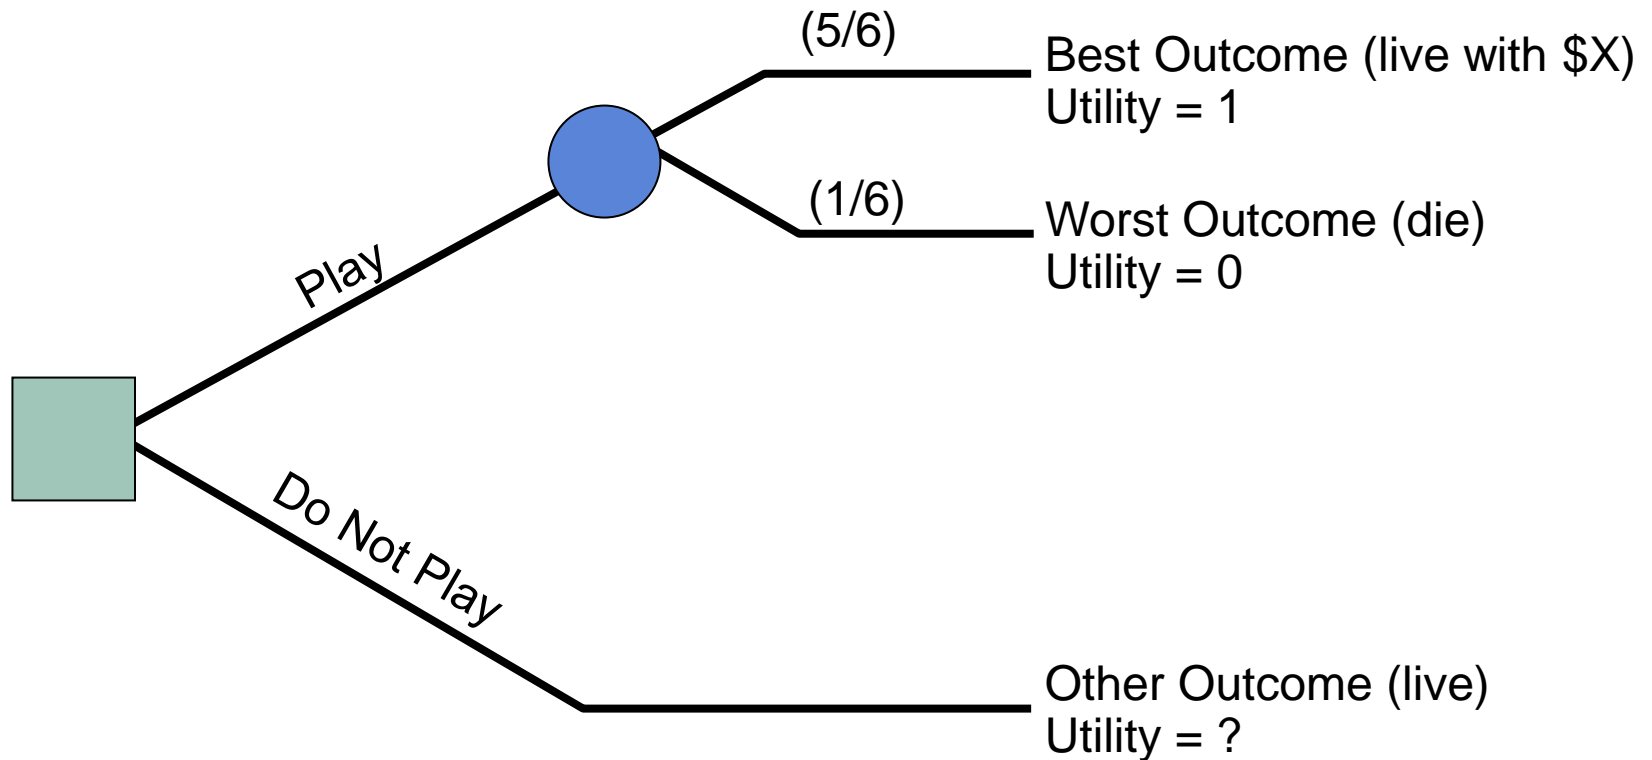 (5/6)
Best Outcome (live with $X)
Utility = 1
(1/6)
Worst Outcome (die)
Utility = 0
Play
Do Not Play
Other Outcome (live)
Utility = ?